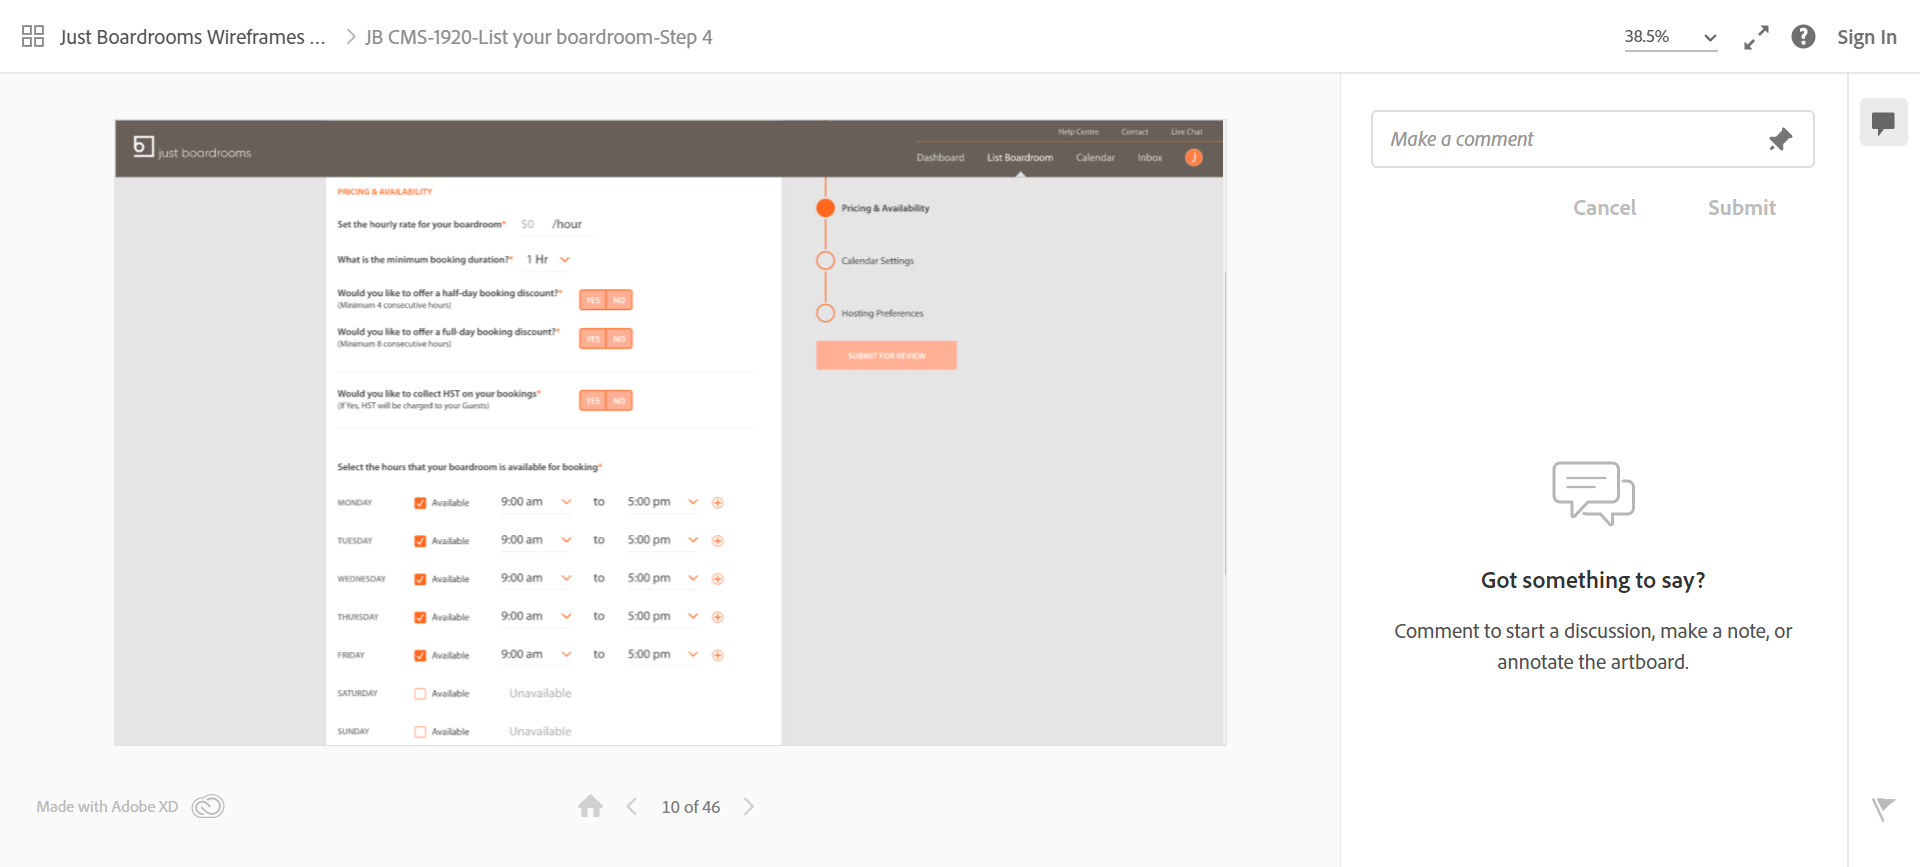 Just Boardrooms Wireframes ... JB CMS-1920-List your boardroom-Step 4
38.5%
Sign In
just boardrooms
Help Centre Contact Live Chat
Dashboard List Boardroom Calendar Inbox J
PRICING & AVAILABILITY
Set the hourly rate for your boardroom* $0 /hour
What is the minimum booking duration?* 1 Hr
Would you like to offer a half-day booking discount?*
(Minimum 4 consecutive hours)
YES NO
Would you like to offer a full-day booking discount?*
(Minimum 8 consecutive hours)
YES NO
Would you like to collect HST on your bookings*
(If Yes, HST will be charged to your Guests)
YES NO
Select the hours that your boardroom is available for booking*
MONDAY Available 9:00 am to 5:00 pm
TUESDAY Available 9:00 am to 5:00 pm
WEDNESDAY Available 9:00 am to 5:00 pm
THURSDAY Available 9:00 am to 5:00 pm
FRIDAY Available 9:00 am to 5:00 pm
SATURDAY Available Unavailable
SUNDAY Available Unavailable
Pricing & Availability
Calendar Settings
Hosting Preferences
SUBMIT FOR REVIEW
Make a comment
Cancel Submit
Got something to say?
Comment to start a discussion, make a note, or
annotate the artboard.
Made with Adobe XD
10 of 46